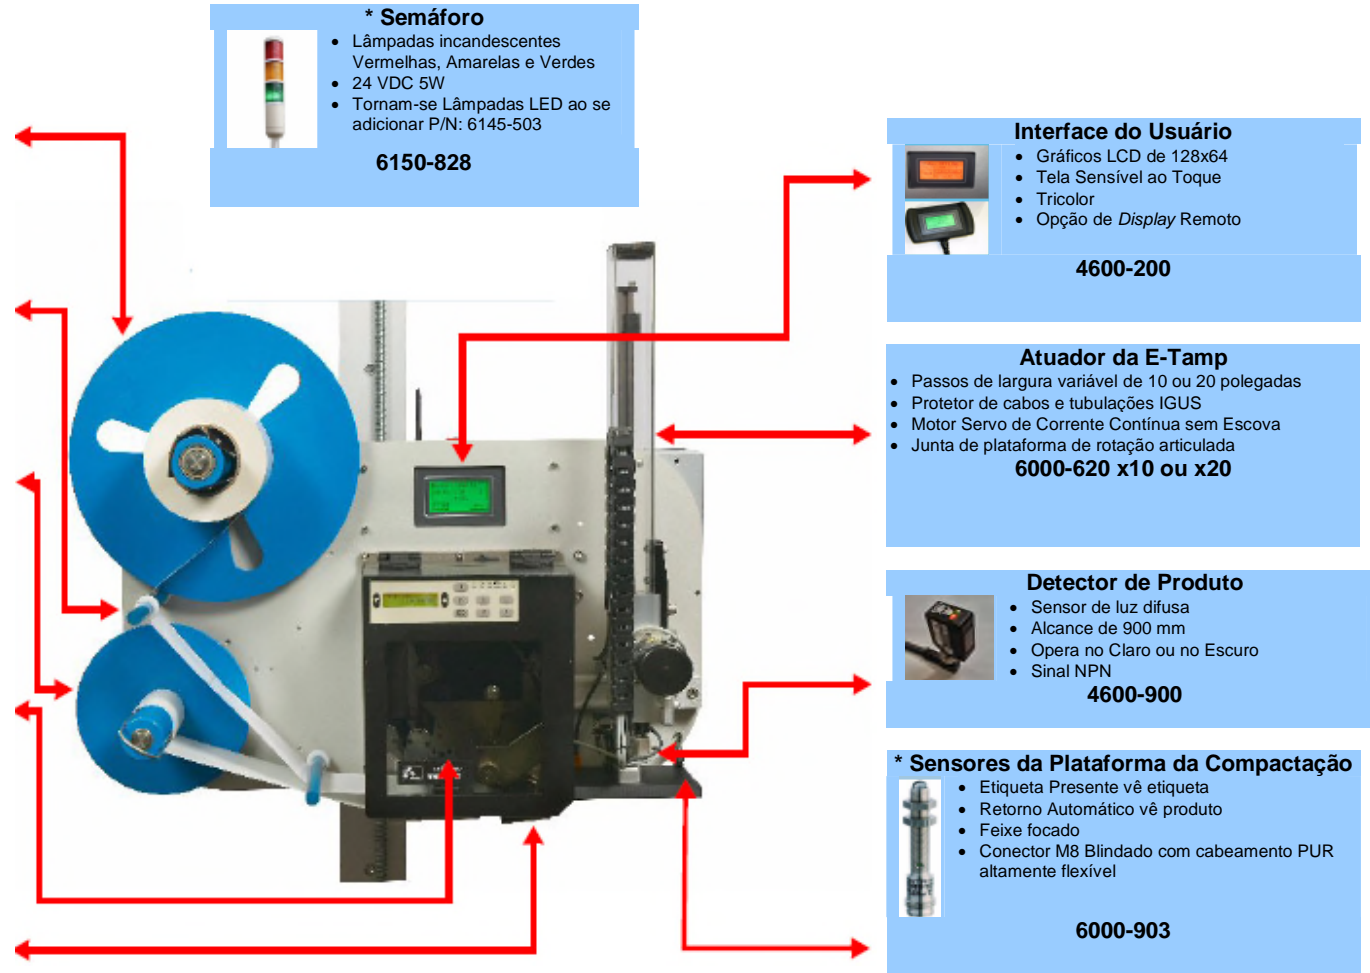 * Semáforo
• Lâmpadas incandescentes
Vermelhas, Amarelas e Verdes
• 24 VDC 5W
• Tornam-se Lâmpadas LED ao se
adicionar P/N: 6145-503
6150-828
Interface do Usuário
• Gráficos LCD de 128x64
• Tela Sensível ao Toque
• Tricolor
• Opção de Display Remoto
4600-200
Atuador da E-Tamp
• Passos de largura variável de 10 ou 20 polegadas
• Protetor de cabos e tubulações IGUS
• Motor Servo de Corrente Contínua sem Escova
• Junta de plataforma de rotação articulada
6000-620 x10 ou x20
Detector de Produto
• Sensor de luz difusa
• Alcance de 900 mm
• Opera no Claro ou no Escuro
• Sinal NPN
4600-900
* Sensores da Plataforma da Compactação
• Etiqueta Presente vê etiqueta
• Retorno Automático vê produto
• Feixe focado
• Conector M8 Blindado com cabeamento PUR
altamente flexível
6000-903